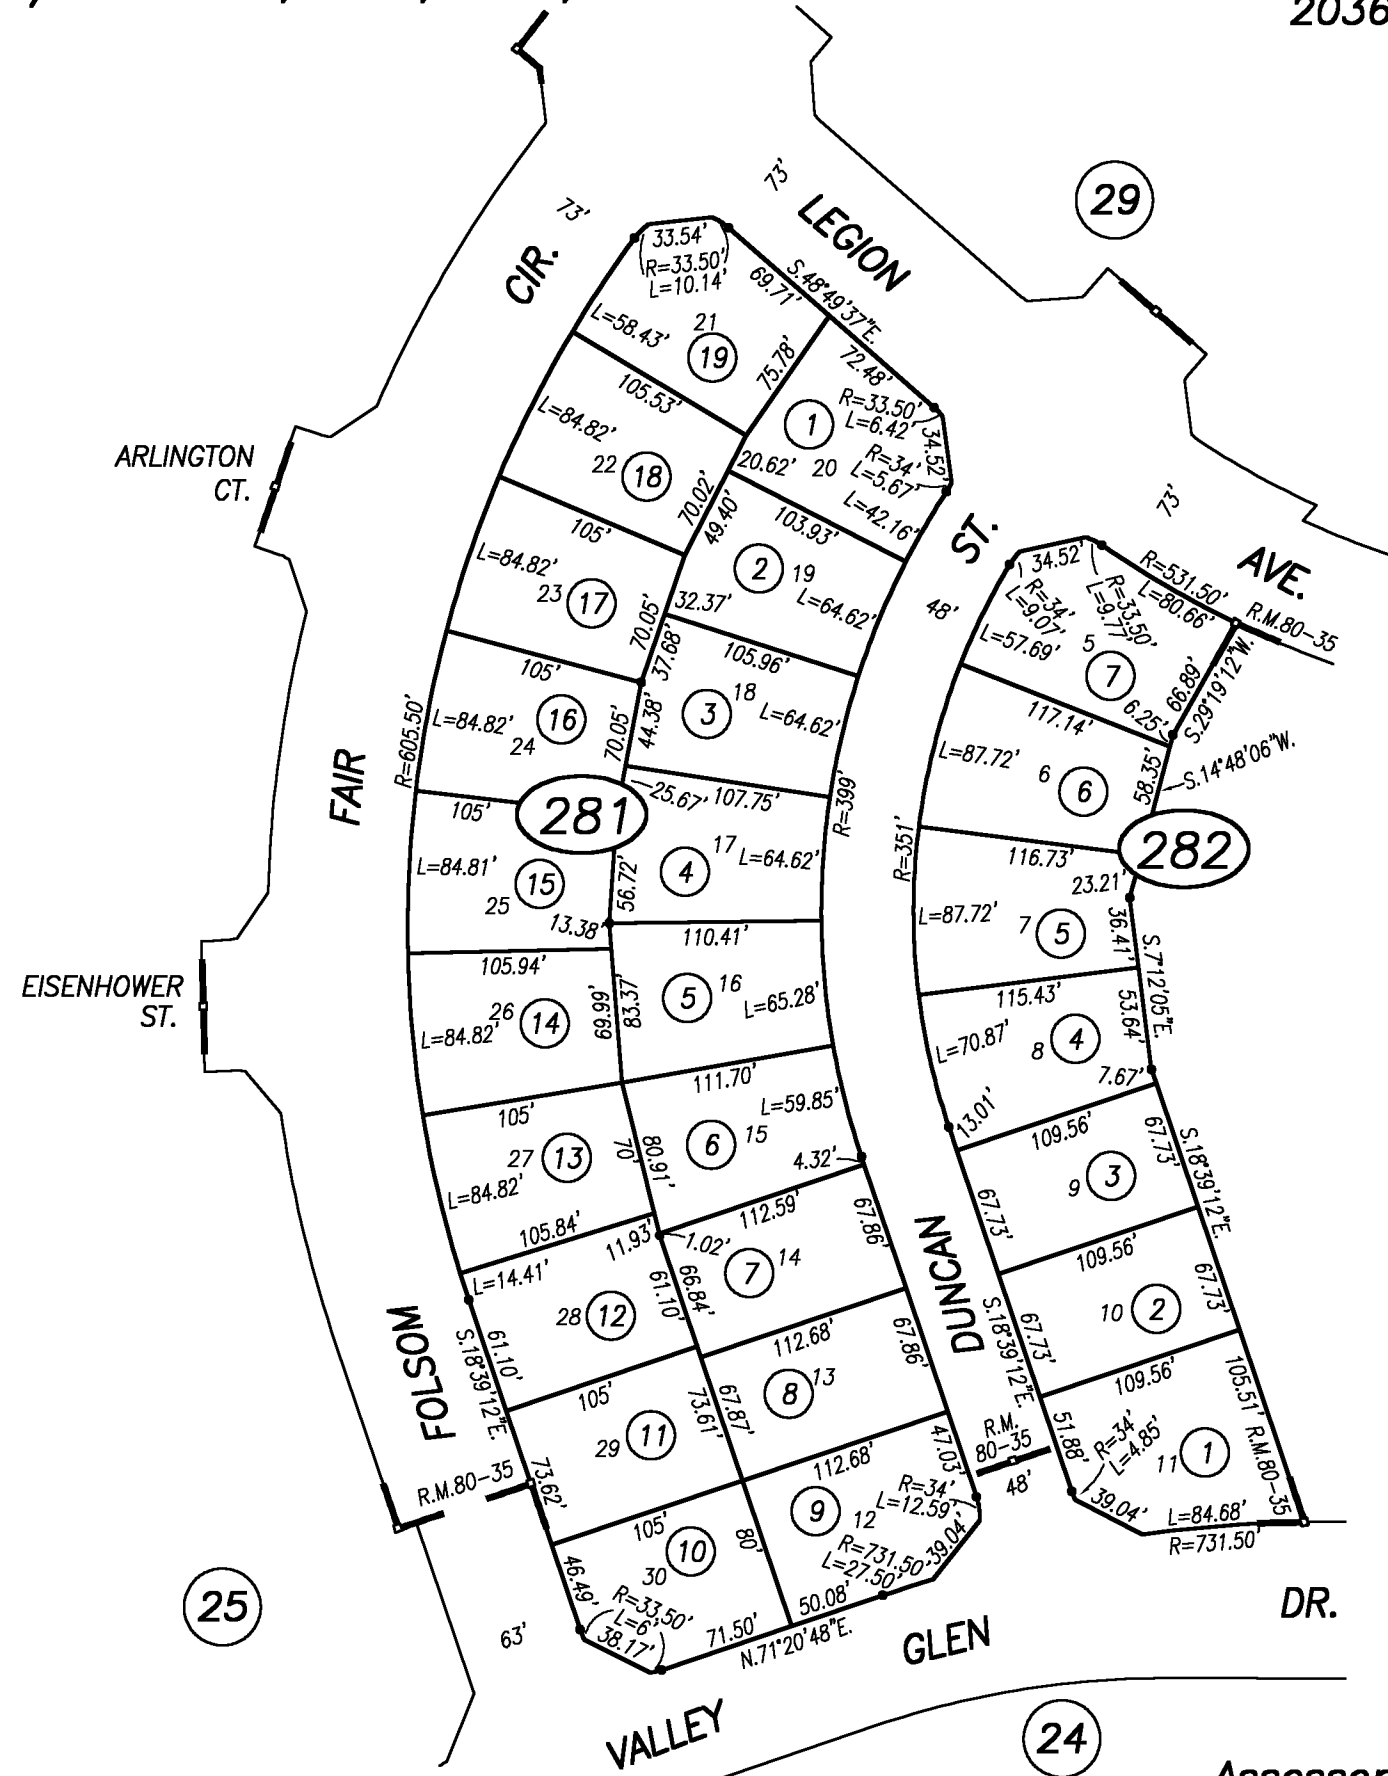 2036
29
73'
73'
LEGION
CIR.
33.54'
R=33.50'
L=10.14'
69.71'
S.48°49'37"E.
L=58.43'
21
19
75.78'
72.48'
105.53'
R=33.50'
L=6.42'
34.52'
1
L=84.82'
R=34'
L=5.67'
ARLINGTON
CT.
22
18
20.62'
20
70.02'
49.40'
L=42.16'
73'
105'
103.93'
ST.
34.52'
R=531.50'
L=80.66'
AVE.
L=84.82'
2
19
R=34'
L=9.07'
R=33.50'
L=9.77'
23
17
32.37'
L=64.62'
48'
R.M.80-35
L=57.69'
5
7
70.05'
37.68'
105.96'
66.89'
S.29°19'12"W.
105'
18
3
L=64.62'
117.14'
6.25'
R=605.50'
L=84.82'
16
24
70.05'
44.38'
L=87.72'
6
6
58.35'
S.14°48'06"W.
FAIR
25.67'
107.75'
R=399'
105'
281
R=351'
282
17
4
L=64.62'
116.73'
L=84.81'
15
25
56.72'
23.21'
13.38'
L=87.72'
7
5
36.41'
S.7°12'05"E.
110.41'
105.94'
EISENHOWER
ST.
26
14
L=84.82'
69.99'
83.37'
5
16
L=65.28'
115.43'
53.64'
L=70.87'
8
4
111.70'
7.67'
105'
L=59.85'
13.01'
27
13
70'
80.91'
6
15
109.56'
67.73'
S.18°39'12"E.
4.32'
9
3
L=84.82'
105.84'
11.93'
1.02'
112.59'
67.86'
67.73'
L=14.41'
7
14
DUNCAN
109.56'
67.73'
28
12
61.10'
66.84'
FOLSOM
S.18°39'12"E.
61.10'
112.68'
67.86'
S.18°39'12"E.
67.73'
10
2
105'
8
13
109.56'
105.51'
29
11
73.61'
67.87'
R.M.80-35
73.62'
112.68'
47.03'
R.M.
80-35
48'
51.88'
R=34'
L=4.85'
11
1
R.M.80-35
105'
9
12
R=34'
L=12.59'
39.04'
L=84.68'
R=731.50'
10
30
80'
R=731.50'
L=27.50'
39.04'
46.49'
R=33.50'
L=6'
38.17'
25
63'
71.50'
50.08'
N.71°20'48"E.
GLEN
DR.
VALLEY
24
Assessor